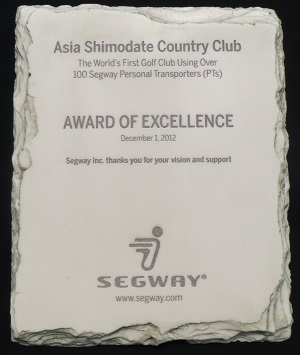 Asia Shimodate Country Club
The World's First Golf Club Using Over
100 Segway Personal Transporters (PTs)
AWARD OF EXCELLENCE
December 1, 2012
Segway Inc. thanks you for your vision and support
SEGWAY®
www.segway.com